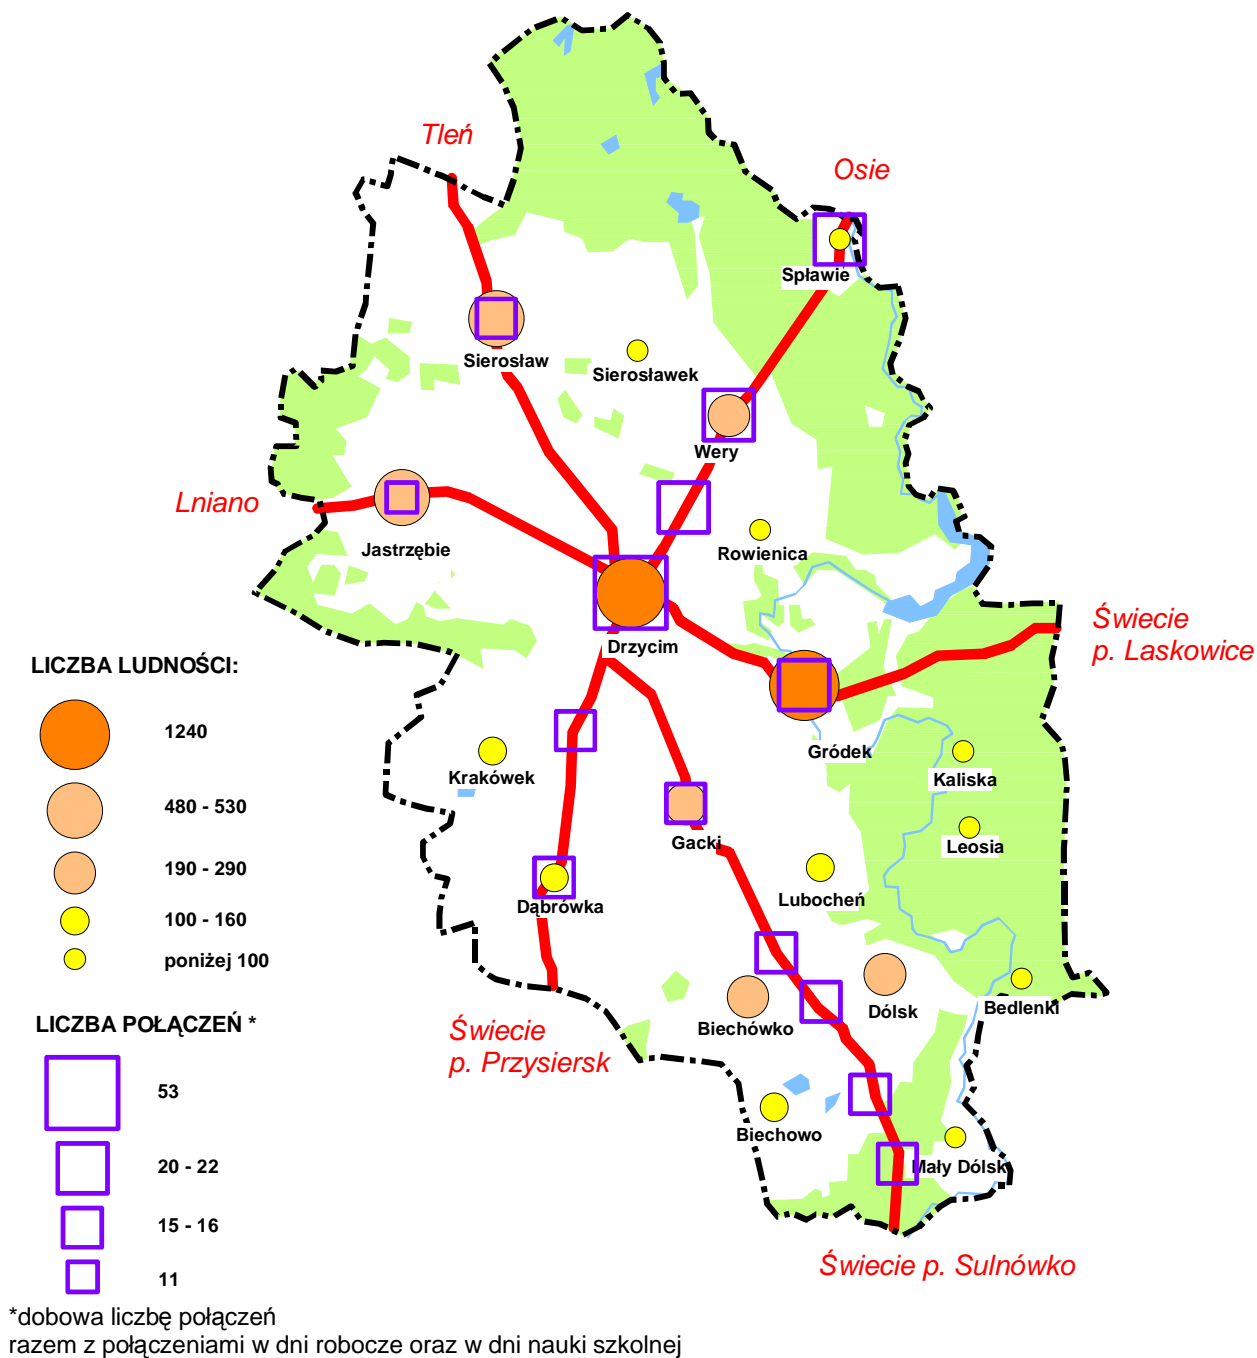 Tleń
Osie
Spławie
Sierosław
Sierosławek
Wery
Lniano
Jastrzębie
Rowienica
Świecie
p. Laskowice
Drzycim
LICZBA LUDNOŚCI:
1240
480 - 530
190 - 290
100 - 160
poniżej 100
Gródek
Krakówek
Kaliska
Gacki
Leosia
Lubocheń
Dąbrówka
Dólsk
Bedlenki
Biechówko
LICZBA POŁĄCZEŃ *
53
20 - 22
15 - 16
11
Świecie
p. Przysiersk
Biechowo
Mały Dólsk
Świecie p. Sulnówko
*dobowa liczbę połączeń
razem z połączeniami w dni robocze oraz w dni nauki szkolnej